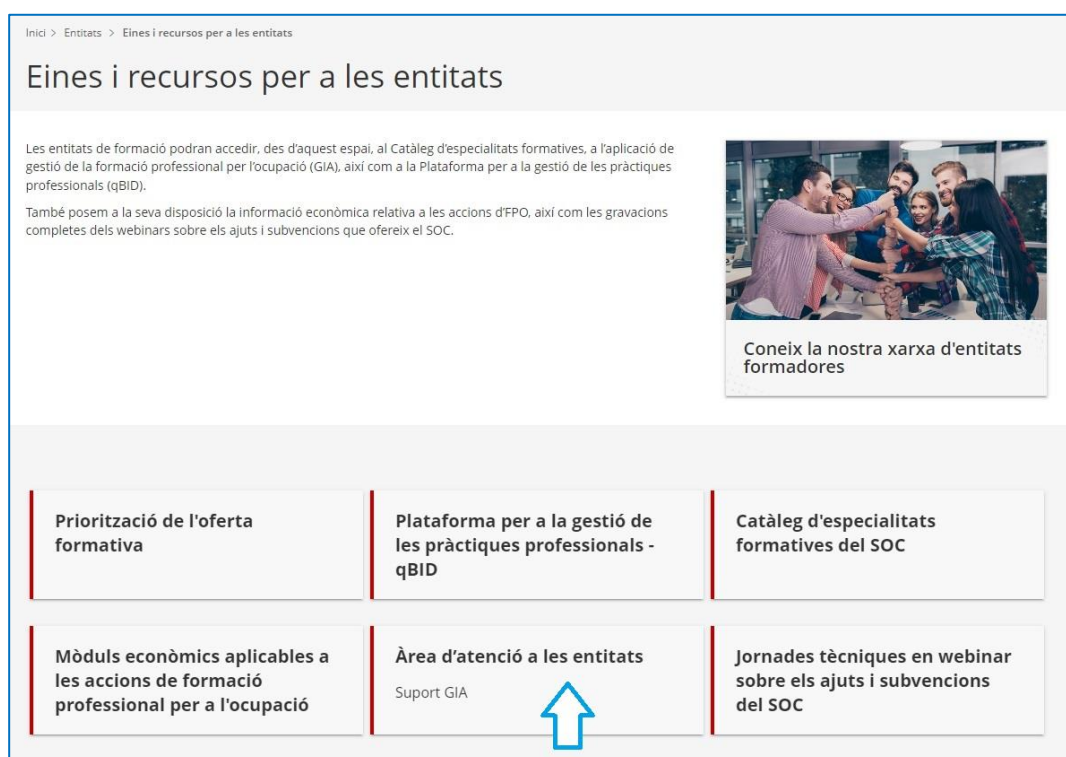 Inici > Entitats > Eines i recursos per a les entitats
Eines i recursos per a les entitats
Les entitats de formació podran accedir, des d'aquest espai, al Catàleg d'especialitats formatives, a l'aplicació de
gestió de la formació professional per l'ocupació (GIA), així com a la Plataforma per a la gestió de les pràctiques
professionals (qBID).
També posem a la seva disposició la informació econòmica relativa a les accions d'FPO, així com les gravacions
completes dels webinars sobre els ajuts i subvencions que ofereix el SOC.
Coneix la nostra xarxa d'entitats
formadores
Priorització de l'oferta
formativa
Plataforma per a la gestió de
les pràctiques professionals -
qBID
Catàleg d'especialitats
formatives del SOC
Mòduls econòmics aplicables a
les accions de formació
professional per a l'ocupació
Àrea d'atenció a les entitats
Suport GIA
Jornades tècniques en webinar
sobre els ajuts i subvencions
del SOC